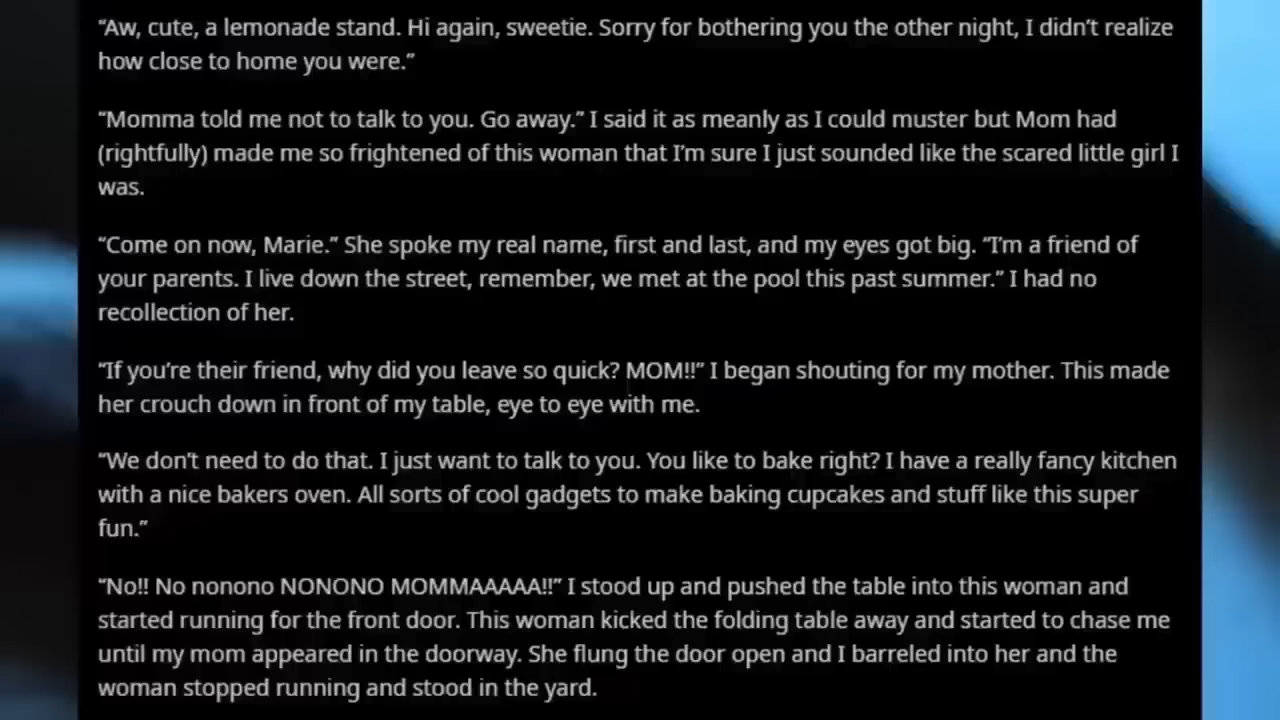 “Aw, cute, a lemonade stand. Hi again, sweetie. Sorry for bothering you the other night, I didn’t realize
how close to home you were.”
“Momma told me not to talk to you. Go away.” I said it as meanly as I could muster but Mom had
(rightfully) made me so frightened of this woman that I’m sure I just sounded like the scared little girl I
was.
“Come on now, Marie.” She spoke my real name, first and last, and my eyes got big. “I’m a friend of
your parents. I live down the street, remember, we met at the pool this past summer.” I had no
recollection of her.
“If you’re their friend, why did you leave so quick? MOM!!” I began shouting for my mother. This made
her crouch down in front of my table, eye to eye with me.
“We don’t need to do that. I just want to talk to you. You like to bake right? I have a really fancy kitchen
with a nice bakers oven. All sorts of cool gadgets to make baking cupcakes and stuff like this super
fun.”
“No!! No nonono NONONO MOMMAAAAA!!” I stood up and pushed the table into this woman and
started running for the front door. This woman kicked the folding table away and started to chase me
until my mom appeared in the doorway. She flung the door open and I barreled into her and the
woman stopped running and stood in the yard.